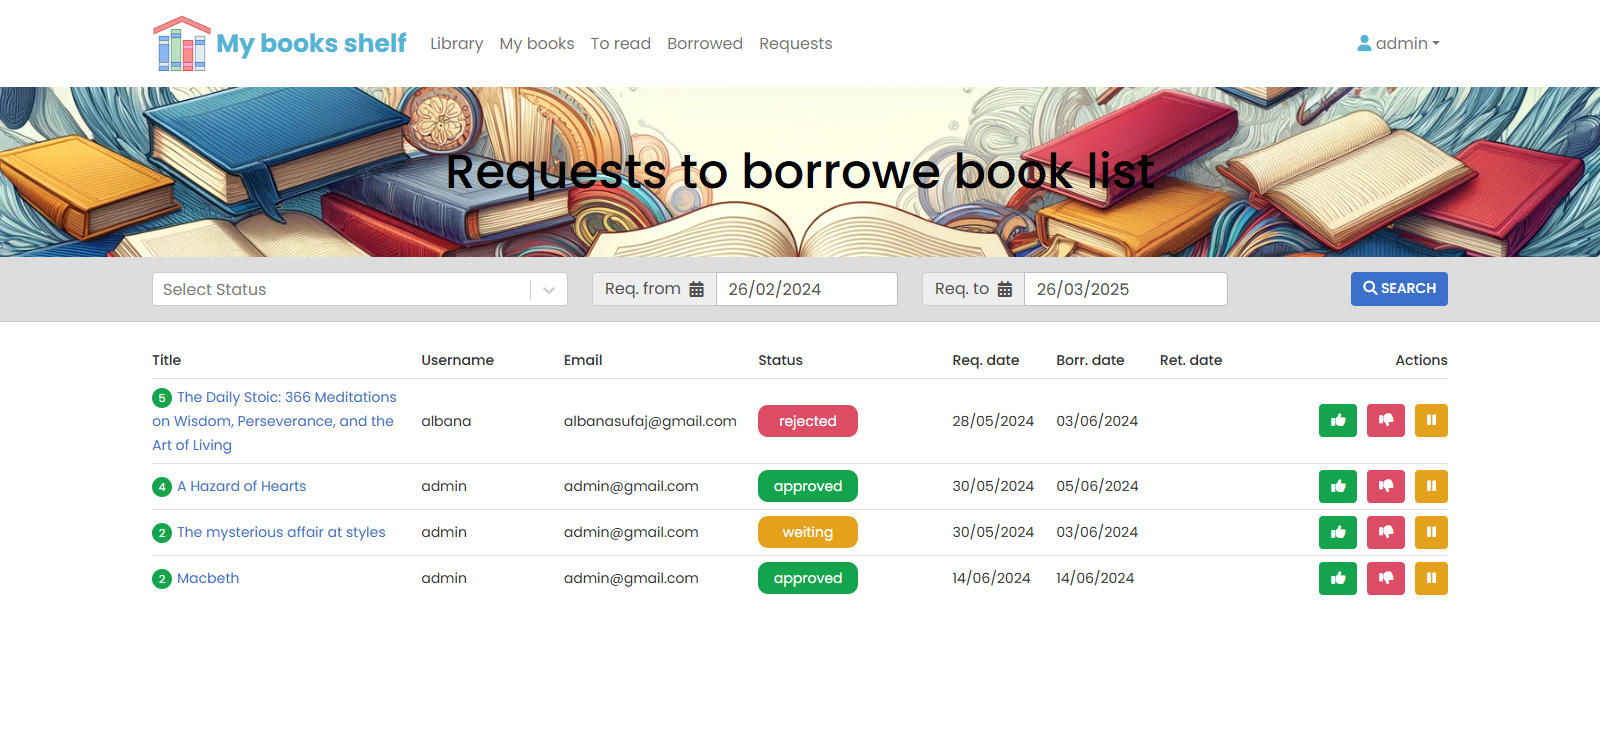 My books shelf Library My books To read Borrowed Requests admin
Requests to borrowe book list
Select Status Req. from 26/02/2024 Req. to 26/03/2025 SEARCH
Title Username Email Status Req. date Borr. date Ret. date Actions
5 The Daily Stoic: 366 Meditations
on Wisdom, Perseverance, and the albana albanasufaj@gmail.com rejected 28/05/2024 03/06/2024
Art of Living
4 A Hazard of Hearts admin admin@gmail.com approved 30/05/2024 05/06/2024
2 The mysterious affair at styles admin admin@gmail.com weiting 30/05/2024 03/06/2024
2 Macbeth admin admin@gmail.com approved 14/06/2024 14/06/2024